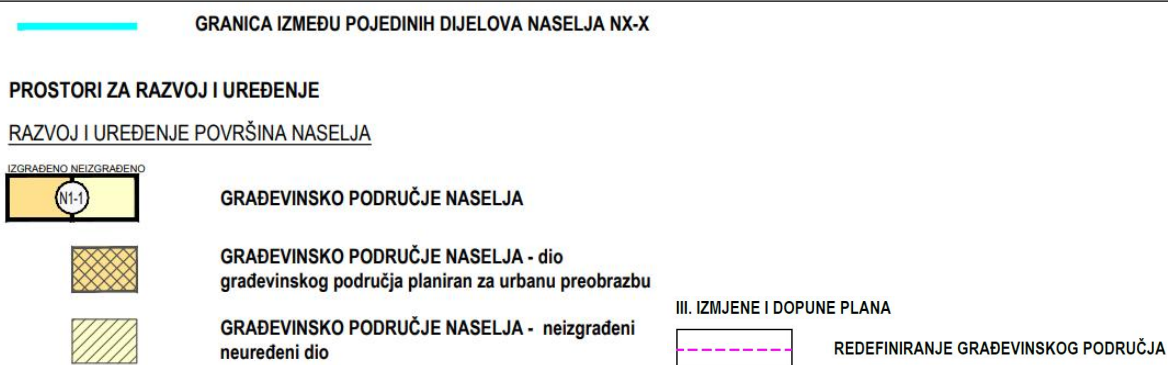 GRANICA IZMEĐU POJEDINIH DIJELOVA NASELJA NX-X
PROSTORI ZA RAZVOJ I UREĐENJE
RAZVOJ I UREĐENJE POVRŠINA NASELJA
IZGRAĐENO NEIZGRAĐENO
N1-1
GRAĐEVINSKO PODRUČJE NASELJA
GRAĐEVINSKO PODRUČJE NASELJA - dio
građevinskog područja planiran za urbanu preobrazbu
GRAĐEVINSKO PODRUČJE NASELJA - neizgrađeni
neuređeni dio
III. IZMJENE I DOPUNE PLANA
REDEFINIRANJE GRAĐEVINSKOG PODRUČJA